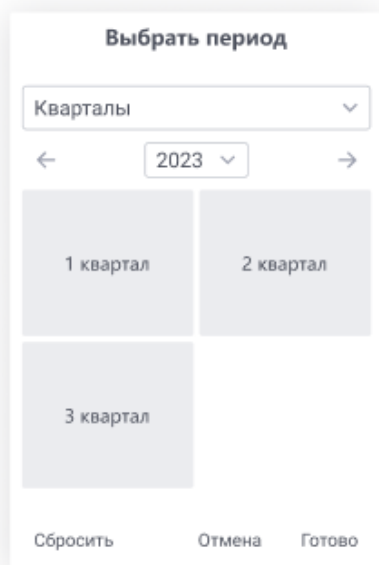 Выбрать период
Кварталы
2023
1 квартал 2 квартал
3 квартал
Сбросить Отмена Готово